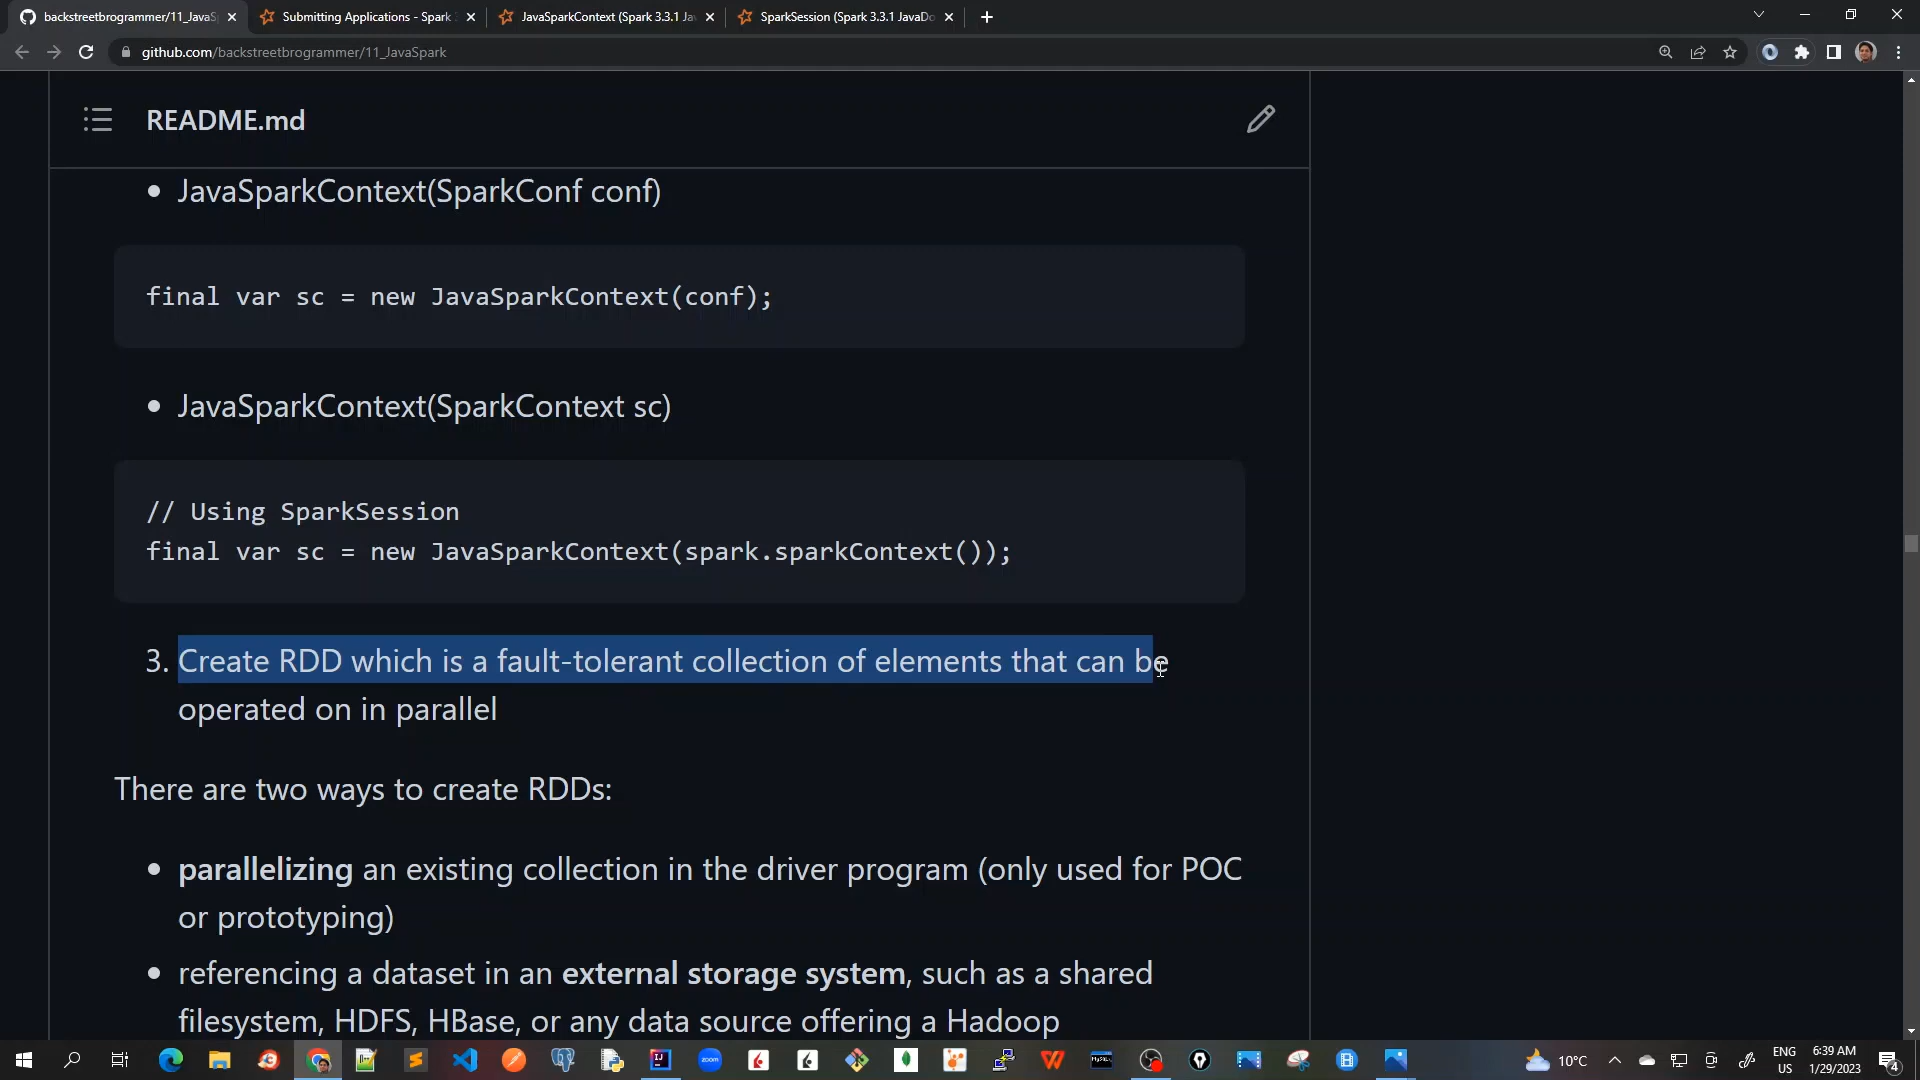 backstreetbrogrammer/11_JavaS
Submitting Applications - Spark
JavaSparkContext (Spark 3.3.1 Ja
SparkSession (Spark 3.3.1 JavaDo
github.com/backstreetbrogrammer/11_JavaSpark
README.md
• JavaSparkContext(SparkConf conf)
final var sc = new JavaSparkContext(conf);
• JavaSparkContext(SparkContext sc)
// Using SparkSession
final var sc = new JavaSparkContext(spark.sparkContext());
3. Create RDD which is a fault-tolerant collection of elements that can be
operated on in parallel
There are two ways to create RDDs:
• parallelizing an existing collection in the driver program (only used for POC
or prototyping)
• referencing a dataset in an external storage system, such as a shared
filesystem, HDFS, HBase, or any data source offering a Hadoop
zoom
10°C
ENG
US
6:39 AM
1/29/2023
4